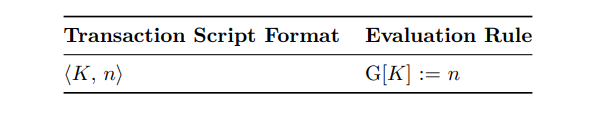 Transaction Script Format Evaluation Rule
⟨K, n⟩ G[K] := n